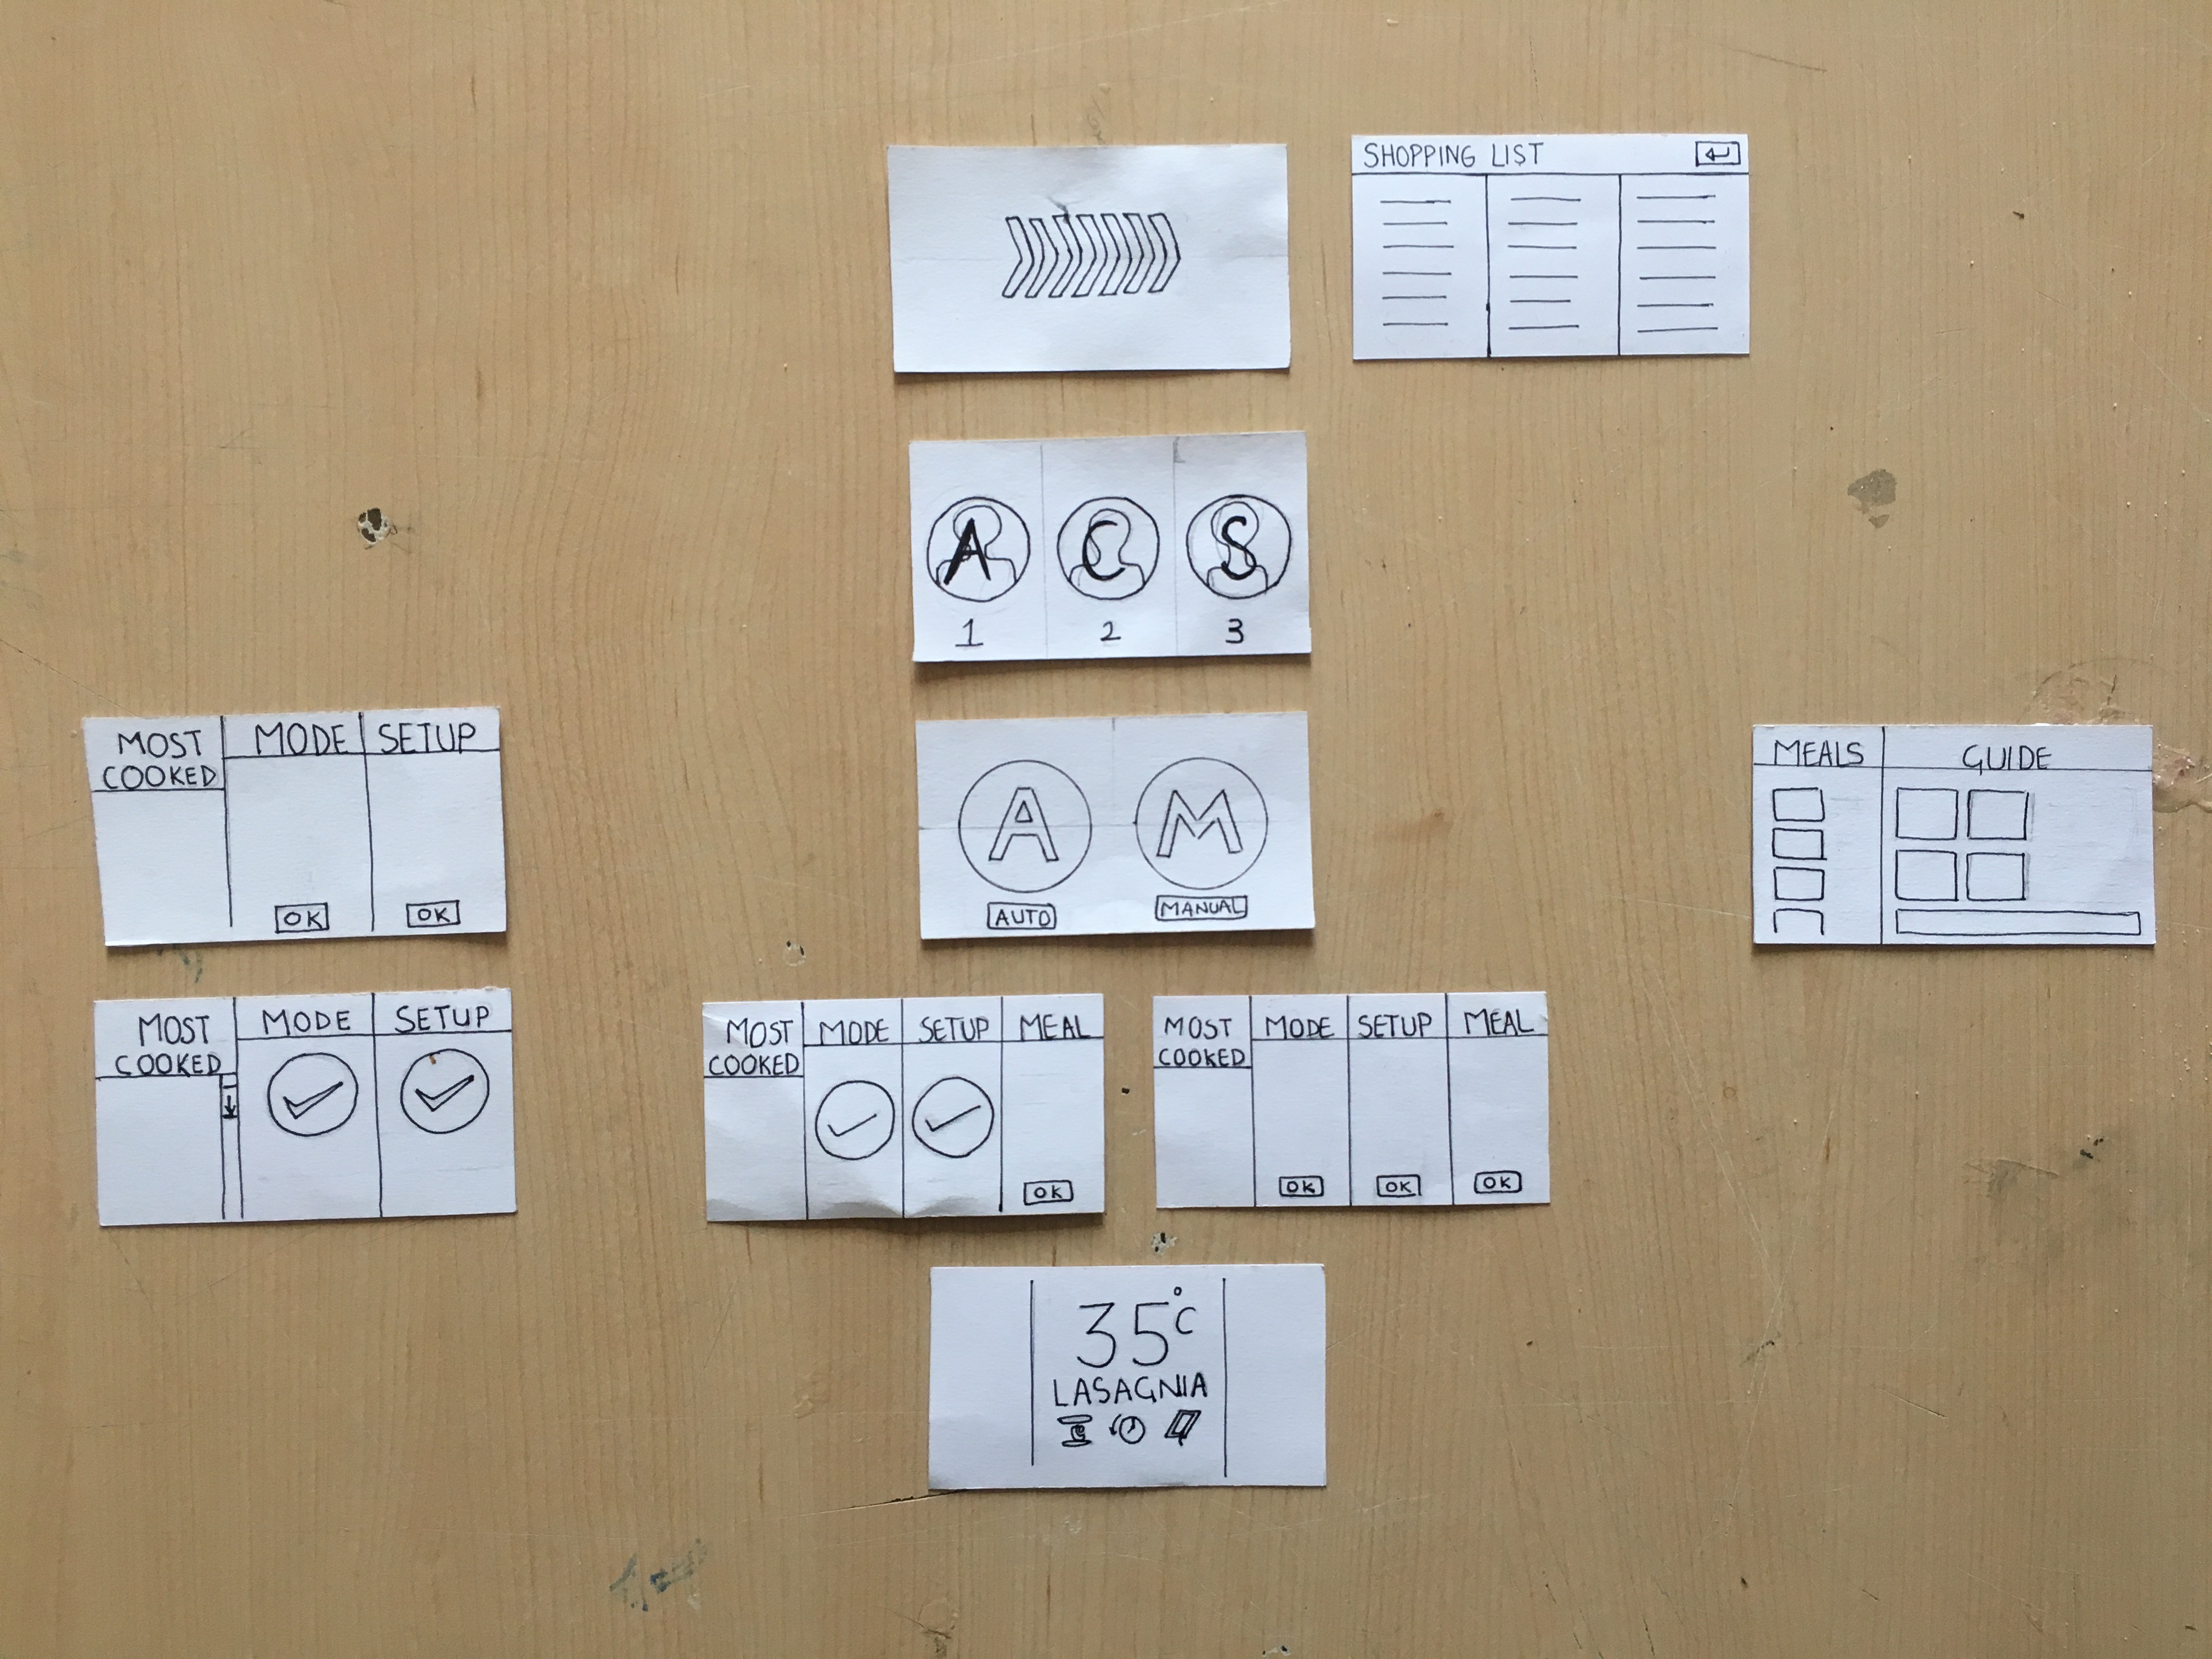 SHOPPING LIST
A C S
1 2 3
MOST COOKED
MODE
SETUP
OK
OK
A M
AUTO MANUAL
MEALS
GUIDE
MOST COOKED
MODE
SETUP
MOST COOKED
MODE
SETUP
MEAL
OK
MOST COOKED
MODE
SETUP
MEAL
OK
OK
OK
35°C
LASAGNIA